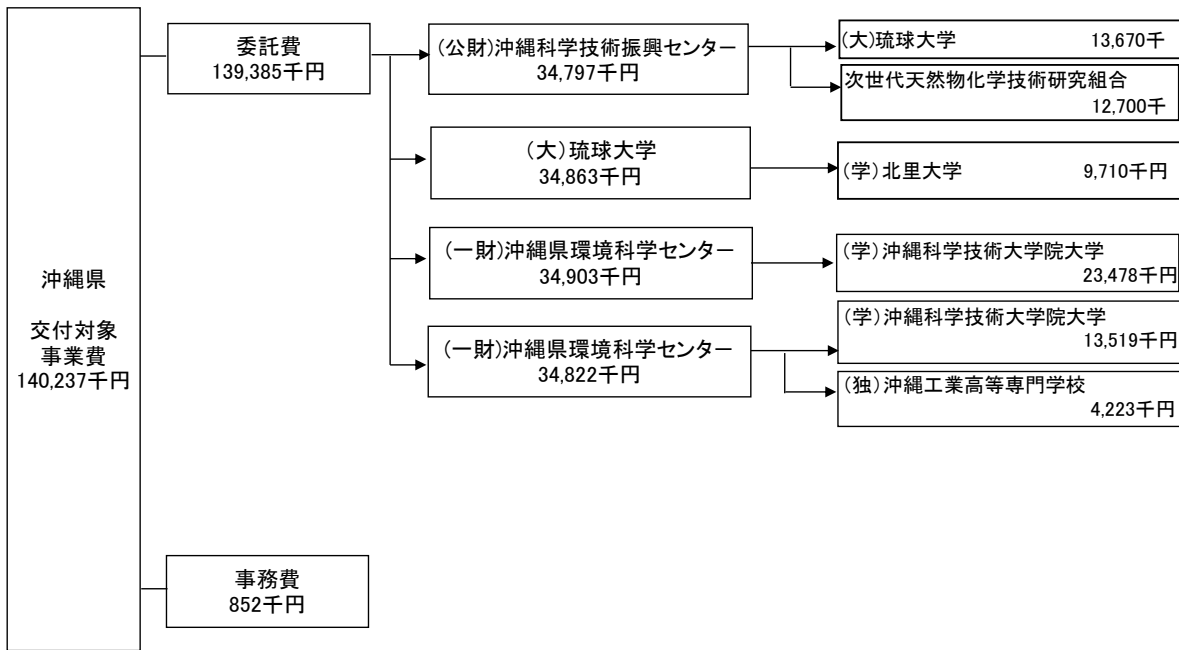 沖縄県
交付対象
事業費
140,237千円
委託費
139,385千円
(公財)沖縄科学技術振興センター
34,797千円
(大)琉球大学 13,670千
次世代天然物化学技術研究組合
12,700千
(大)琉球大学
34,863千円
(学)北里大学 9,710千円
(一財)沖縄県環境科学センター
34,903千円
(学)沖縄科学技術大学院大学
23,478千円
(一財)沖縄県環境科学センター
34,822千円
(学)沖縄科学技術大学院大学
13,519千円
(独)沖縄工業高等専門学校
4,223千円
事務費
852千円